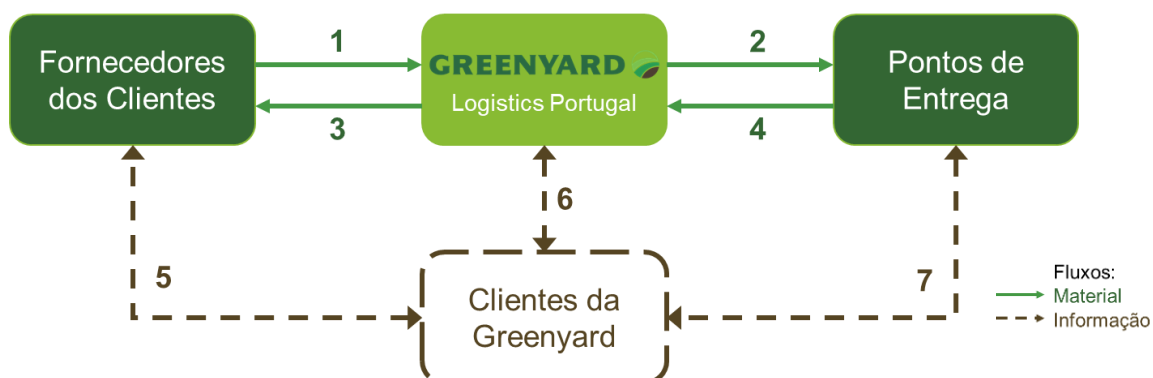 Fornecedores
dos Clientes
1
3
GREENYARD
Logistics Portugal
2
4
Pontos de
Entrega
5
6
7
Clientes da
Greenyard
Fluxos:
Material
Informação